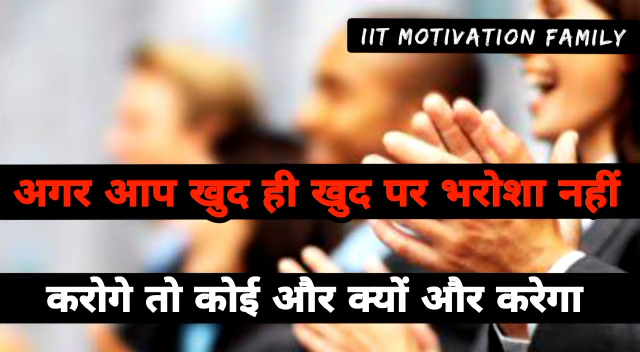 IIT MOTIVATION FAMILY
अगर आप खुद ही खुद पर भरोशा नहीं
करोगे तो कोई और क्यों और करेगा